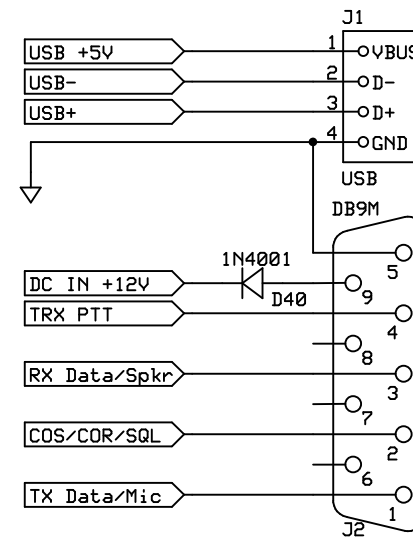 J1
USB +5V 1 VBUS
USB- 2 D-
USB+ 3 D+
4 GND
USB
DB9M
5
1N4001
DC IN +12V D40 9
TRX PTT 4
8
RX Data/Spkr 3
7
COS/COR/SQL 2
6
TX Data/Mic 1
J2